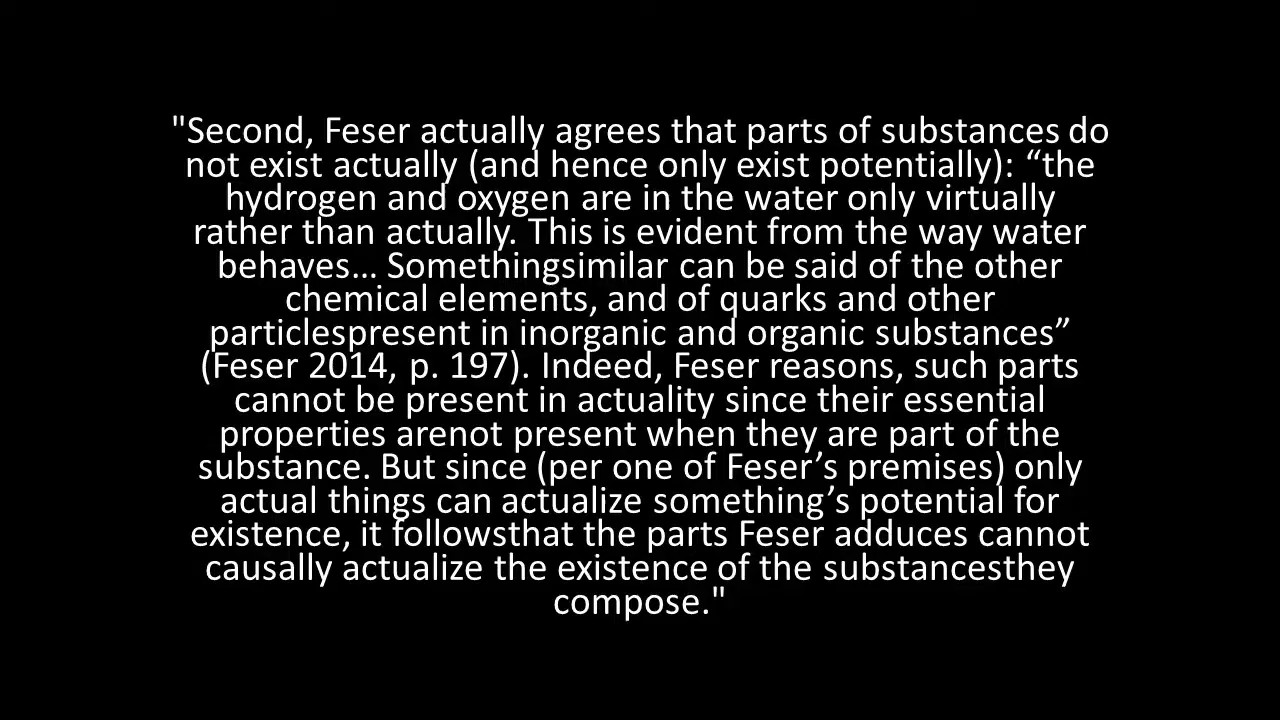 "Second, Feser actually agrees that parts of substances do
not exist actually (and hence only exist potentially): “the
hydrogen and oxygen are in the water only virtually
rather than actually. This is evident from the way water
behaves… Somethingsimilar can be said of the other
chemical elements, and of quarks and other
particlespresent in inorganic and organic substances”
(Feser 2014, p. 197). Indeed, Feser reasons, such parts
cannot be present in actuality since their essential
properties arenot present when they are part of the
substance. But since (per one of Feser’s premises) only
actual things can actualize something’s potential for
existence, it followsthat the parts Feser adduces cannot
causally actualize the existence of the substancesthey
compose."